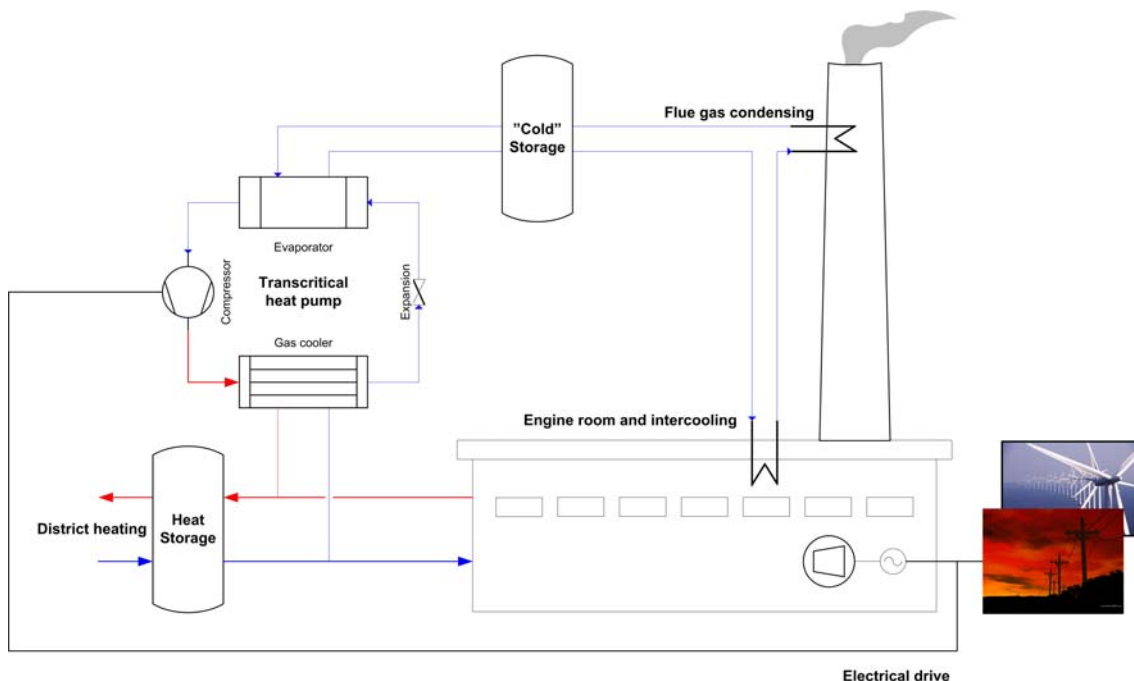 Flue gas condensing
"Cold"
Storage
Evaporator
Compressor
Transcritical
heat pump
Expansion
Gas cooler
Engine room and intercooling
District heating
Heat
Storage
Electrical drive